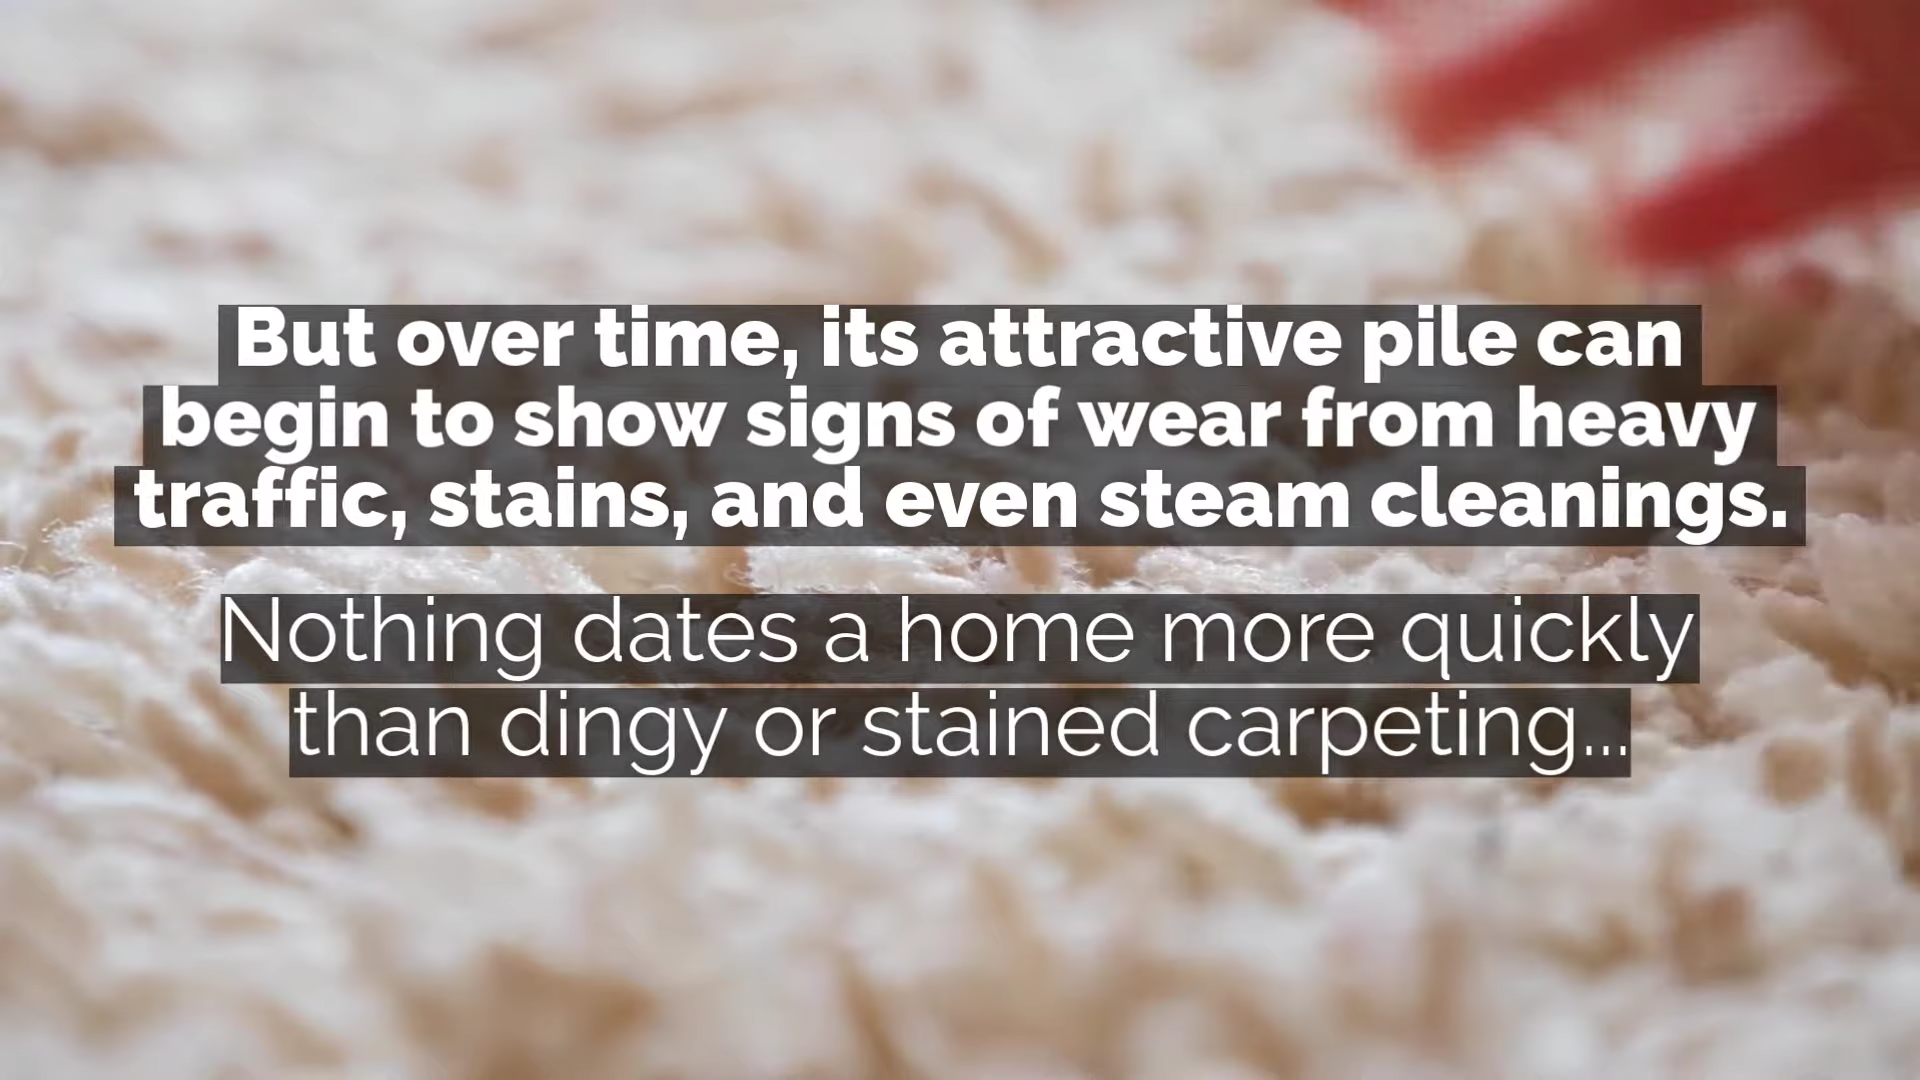 But over time, its attractive pile can
begin to show signs of wear from heavy
traffic, stains, and even steam cleanings.
Nothing dates a home more quickly
than dingy or stained carpeting...